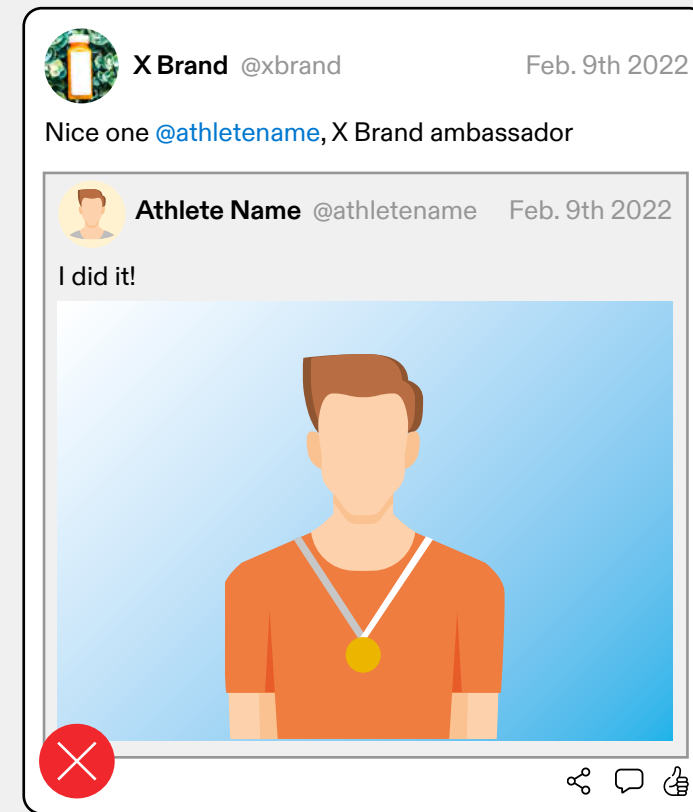 X Brand @xbrand Feb. 9th 2022
Nice one @athletename, X Brand ambassador
Athlete Name @athletename Feb. 9th 2022
I did it!